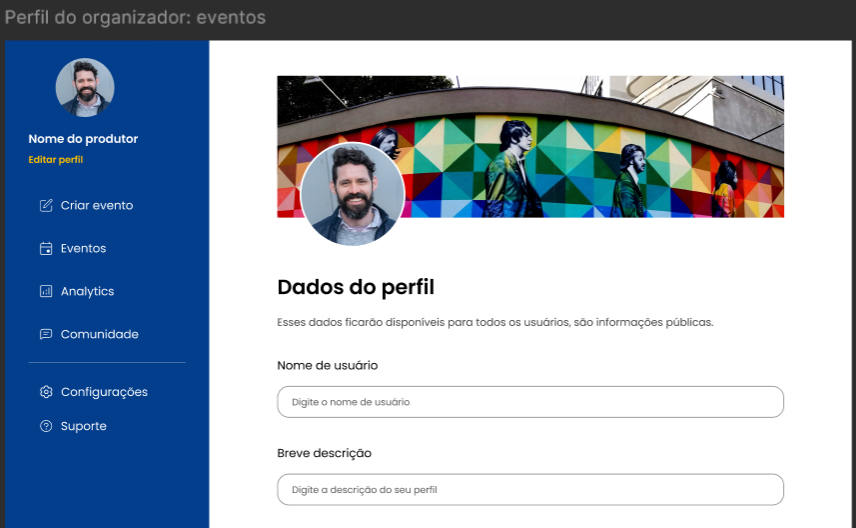 Perfil do organizador: eventos
Nome do produtor
Editar perfil
Criar evento
Eventos
Analytics
Comunidade
Configurações
Suporte
Dados do perfil
Esses dados ficarão disponíveis para todos os usuários, são informações públicas.
Nome de usuário
Digite o nome de usuário
Breve descrição
Digite a descrição do seu perfil